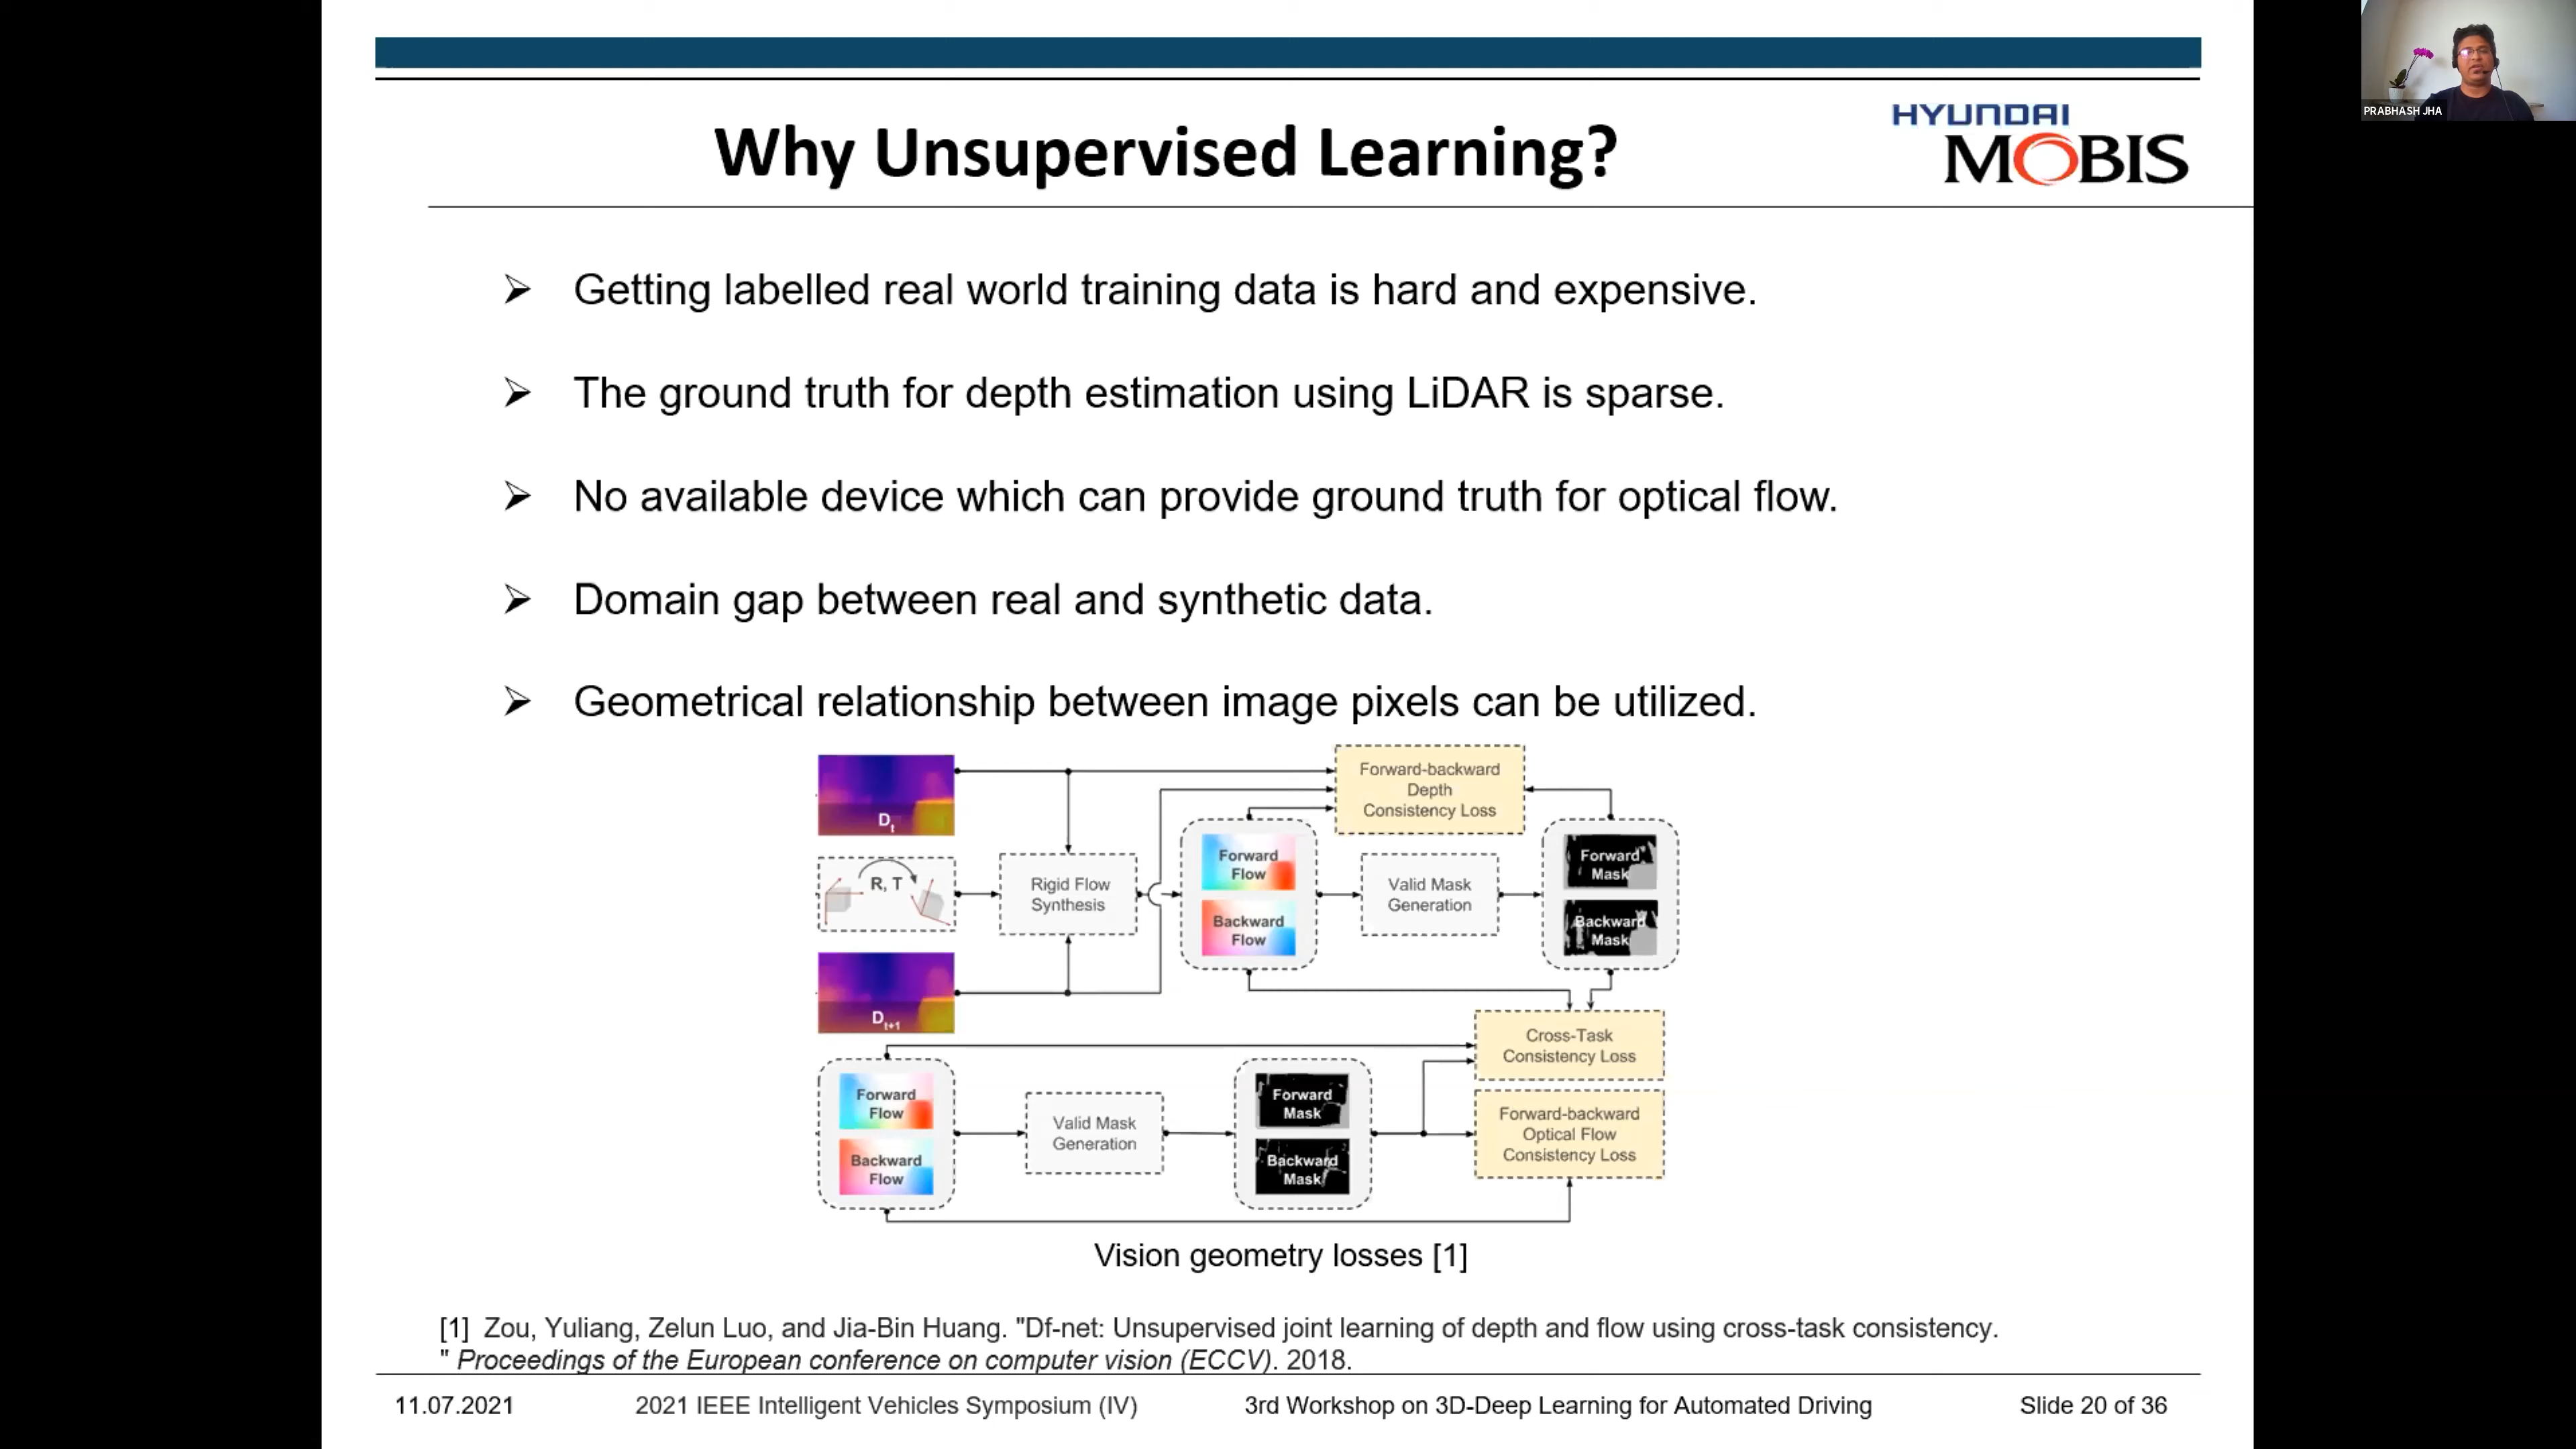 PRABHASH JHA
HYUNDAI
MOBIS
Why Unsupervised Learning?
➢ Getting labelled real world training data is hard and expensive.
➢ The ground truth for depth estimation using LiDAR is sparse.
➢ No available device which can provide ground truth for optical flow.
➢ Domain gap between real and synthetic data.
➢ Geometrical relationship between image pixels can be utilized.
Dt
R, T
Dt+1
Rigid Flow
Synthesis
Forward
Flow
Backward
Flow
Forward-backward
Depth
Consistency Loss
Valid Mask
Generation
Forward
Mask
Backward
Mask
Cross-Task
Consistency Loss
Forward
Flow
Backward
Flow
Valid Mask
Generation
Forward
Mask
Backward
Mask
Forward-backward
Optical Flow
Consistency Loss
Vision geometry losses [1]
[1] Zou, Yuliang, Zelun Luo, and Jia-Bin Huang. "Df-net: Unsupervised joint learning of depth and flow using cross-task consistency.
" Proceedings of the European conference on computer vision (ECCV). 2018.
11.07.2021 2021 IEEE Intelligent Vehicles Symposium (IV) 3rd Workshop on 3D-Deep Learning for Automated Driving Slide 20 of 36